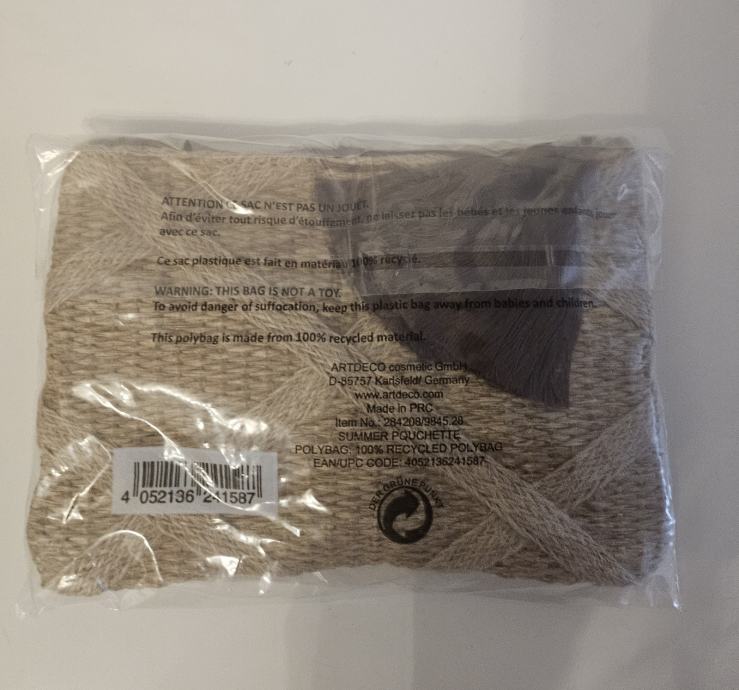 ATTENTION CE SAC N'EST PAS UN JOUET.
Afin d'éviter tout risque d'étouffement, ne laissez pas les bébés et les jeunes enfants jouer
avec ce sac.
Ce sac plastique est fait en matériau 100% recyclé.
WARNING: THIS BAG IS NOT A TOY.
To avoid danger of suffocation, keep this plastic bag away from babies and children.
This polybag is made from 100% recycled material.
ARTDECO cosmetic GmbH
D-85757 Karlsfeld/ Germany
www.artdeco.com
Made in PRC
Item No.: 284208/9845.28
SUMMER POUCHETTE
POLYBAG: 100% RECYCLED POLYBAG
EAN/UPC CODE: 4052136241587
4 052136 241587
DER GRÜNE PUNKT